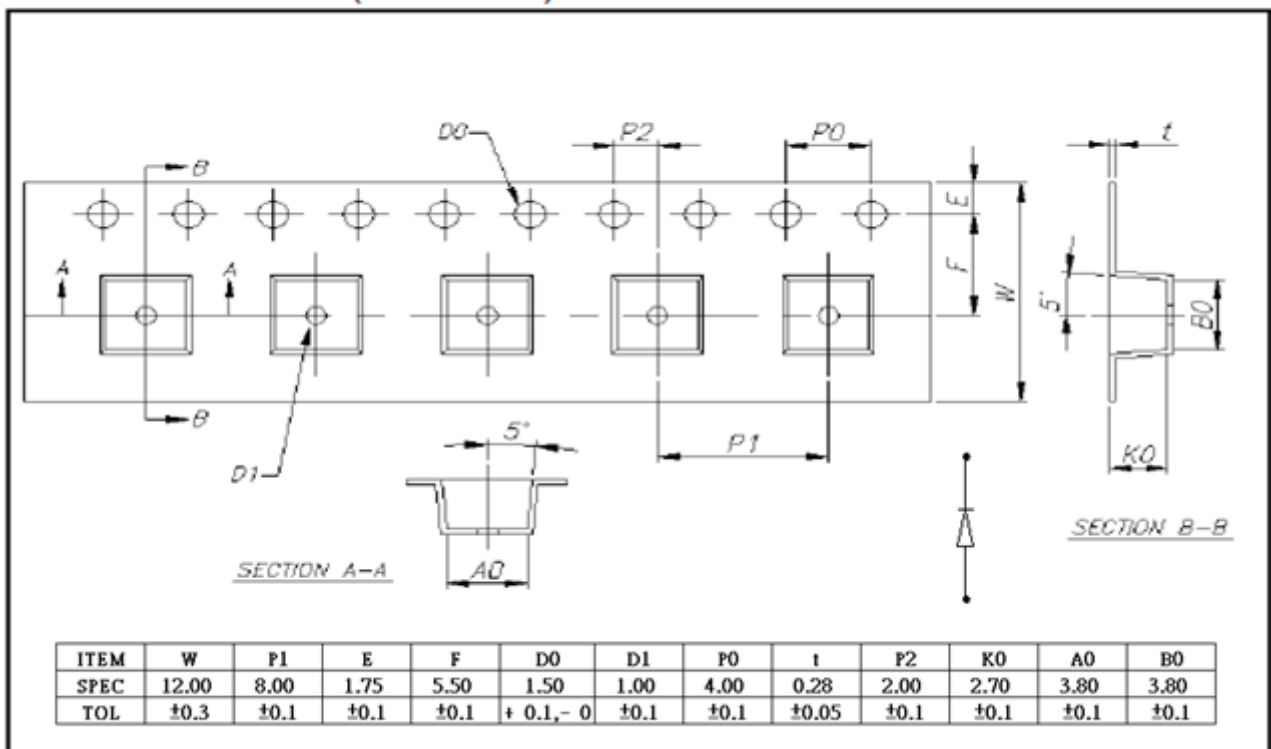 D0
P2
P0
t
B
E
A
A
F
W
5°
B0
B
D1
5°
P1
K0
SECTION A-A
A0
SECTION B-B
ITEM W P1 E F D0 D1 P0 t P2 K0 A0 B0
SPEC 12.00 8.00 1.75 5.50 1.50 1.00 4.00 0.28 2.00 2.70 3.80 3.80
TOL ±0.3 ±0.1 ±0.1 ±0.1 + 0.1,- 0 ±0.1 ±0.1 ±0.05 ±0.1 ±0.1 ±0.1 ±0.1